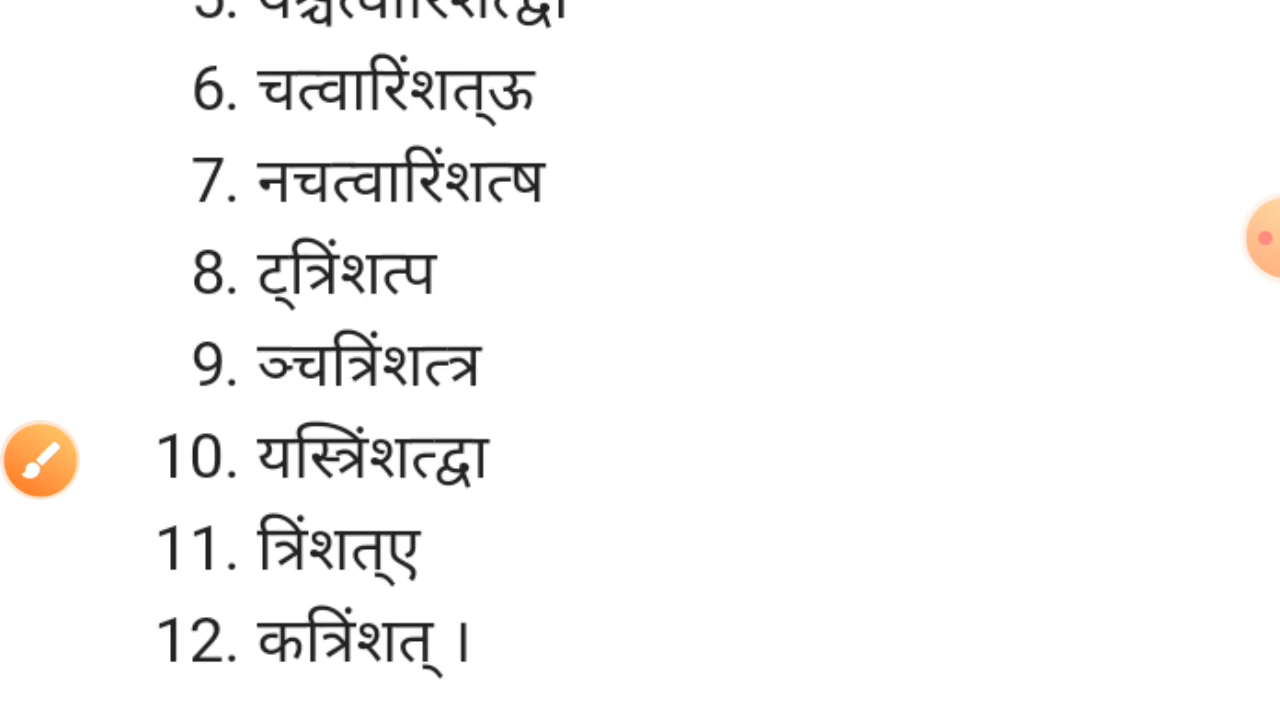 6. चत्वारिंशत्ऊ
7. नचत्वारिंशत्ष
8. ट्त्रिंशत्प
9. ञ्चत्रिंशत्त्र
10. यस्त्रिंशत्द्वा
11. त्रिंशत्ए
12. कत्रिंशत् ।